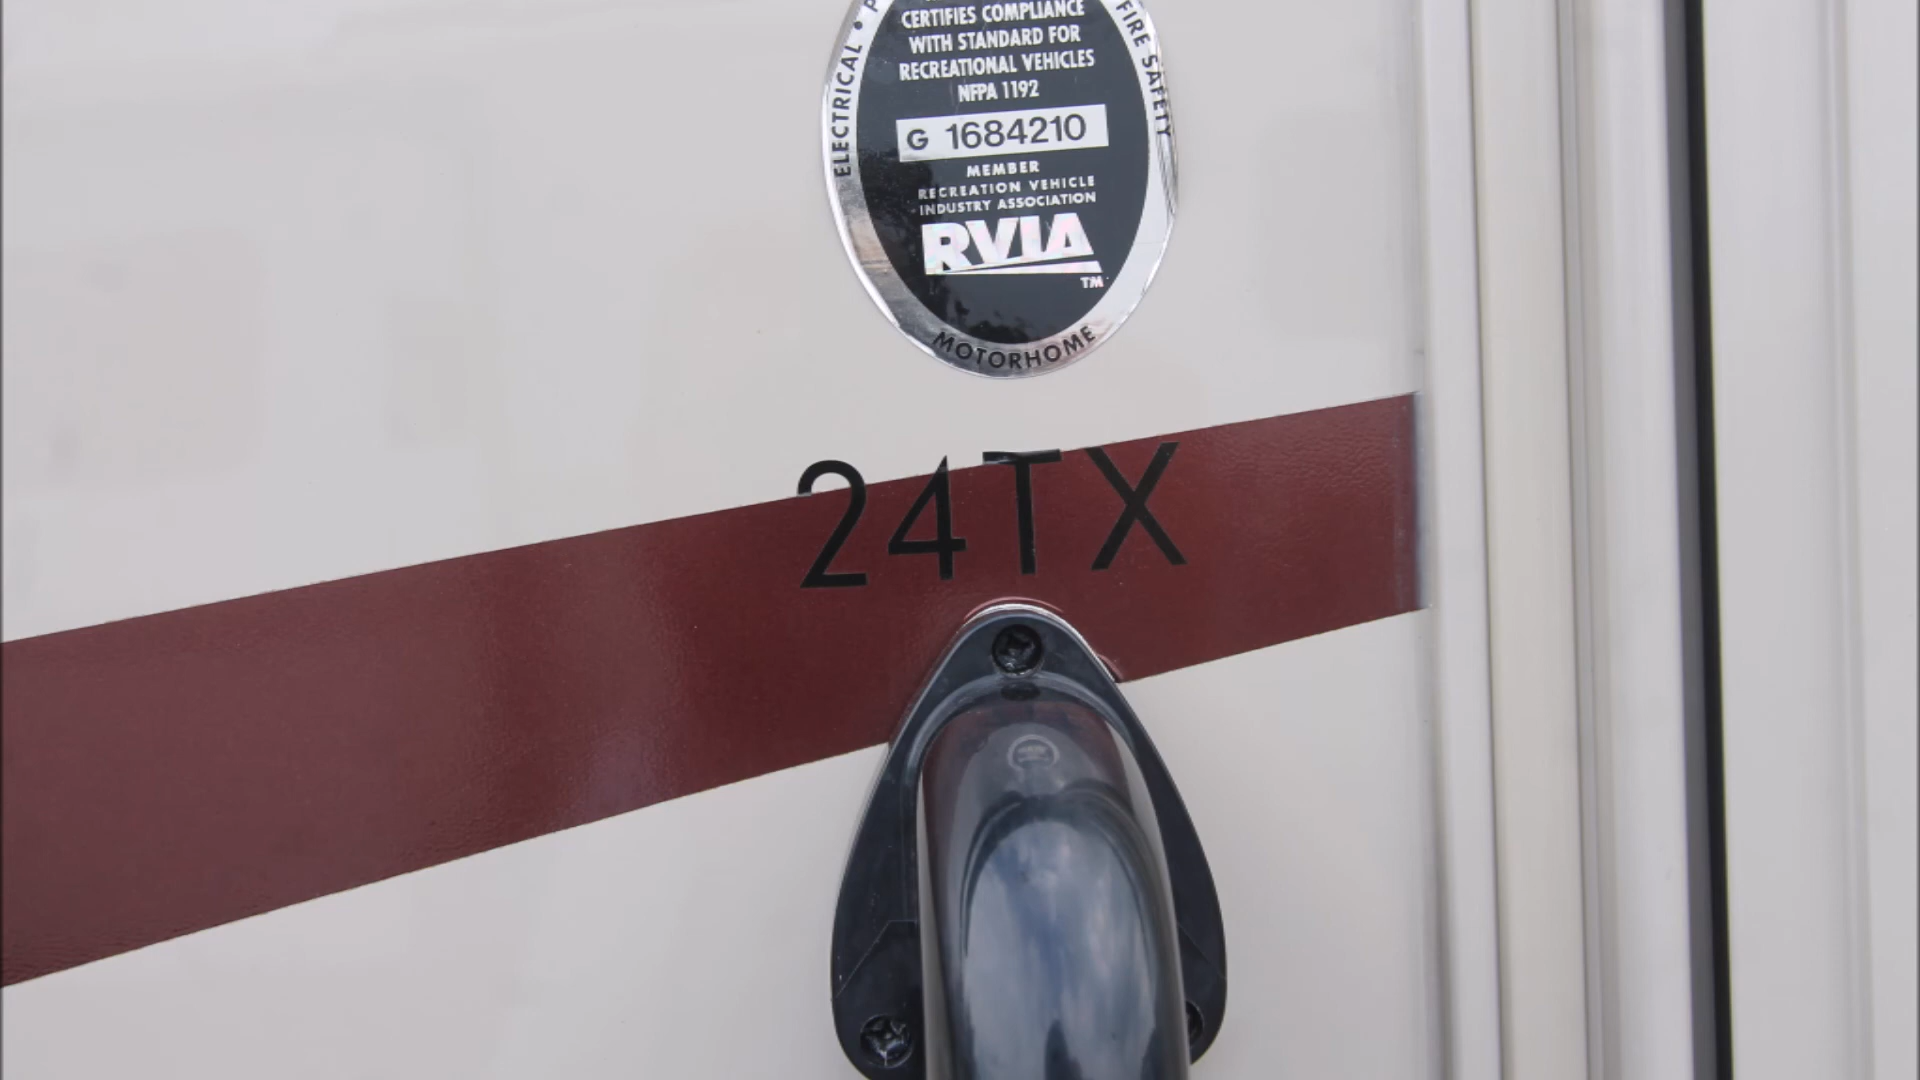 CERTIFIES COMPLIANCE
WITH STANDARD FOR
RECREATIONAL VEHICLES
NFPA 1192
ELECTRICAL •
FIRE SAFETY
G 1684210
MEMBER
RECREATION VEHICLE
INDUSTRY ASSOCIATION
RVIA
TM
MOTORHOME
24TX